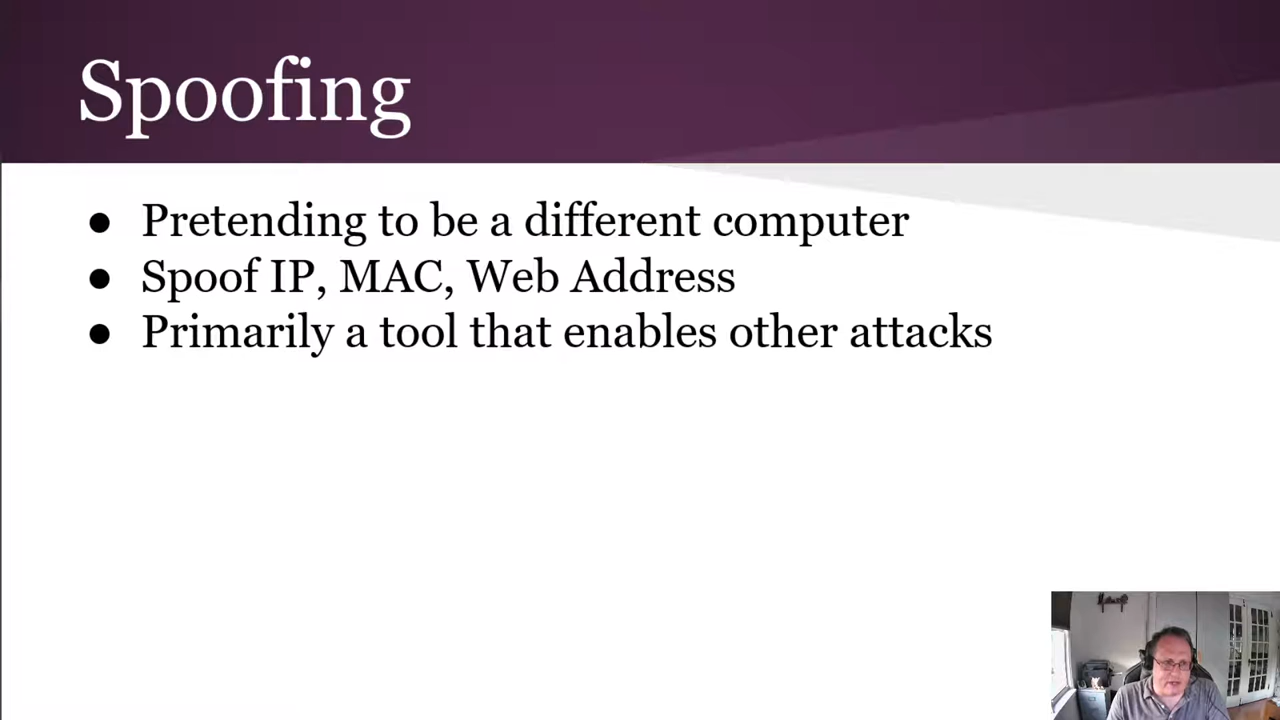 Spoofing
● Pretending to be a different computer
● Spoof IP, MAC, Web Address
● Primarily a tool that enables other attacks